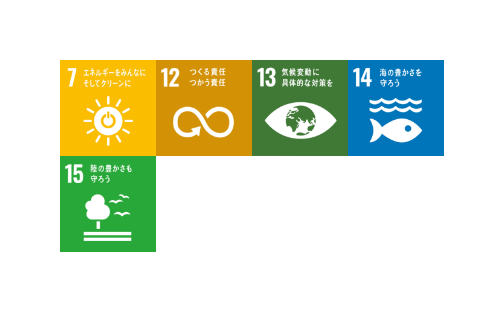 7 エネルギーをみんなに
そしてクリーンに
12 つくる責任
つかう責任
13 気候変動に
具体的な対策を
14 海の豊かさを
守ろう
15 陸の豊かさも
守ろう